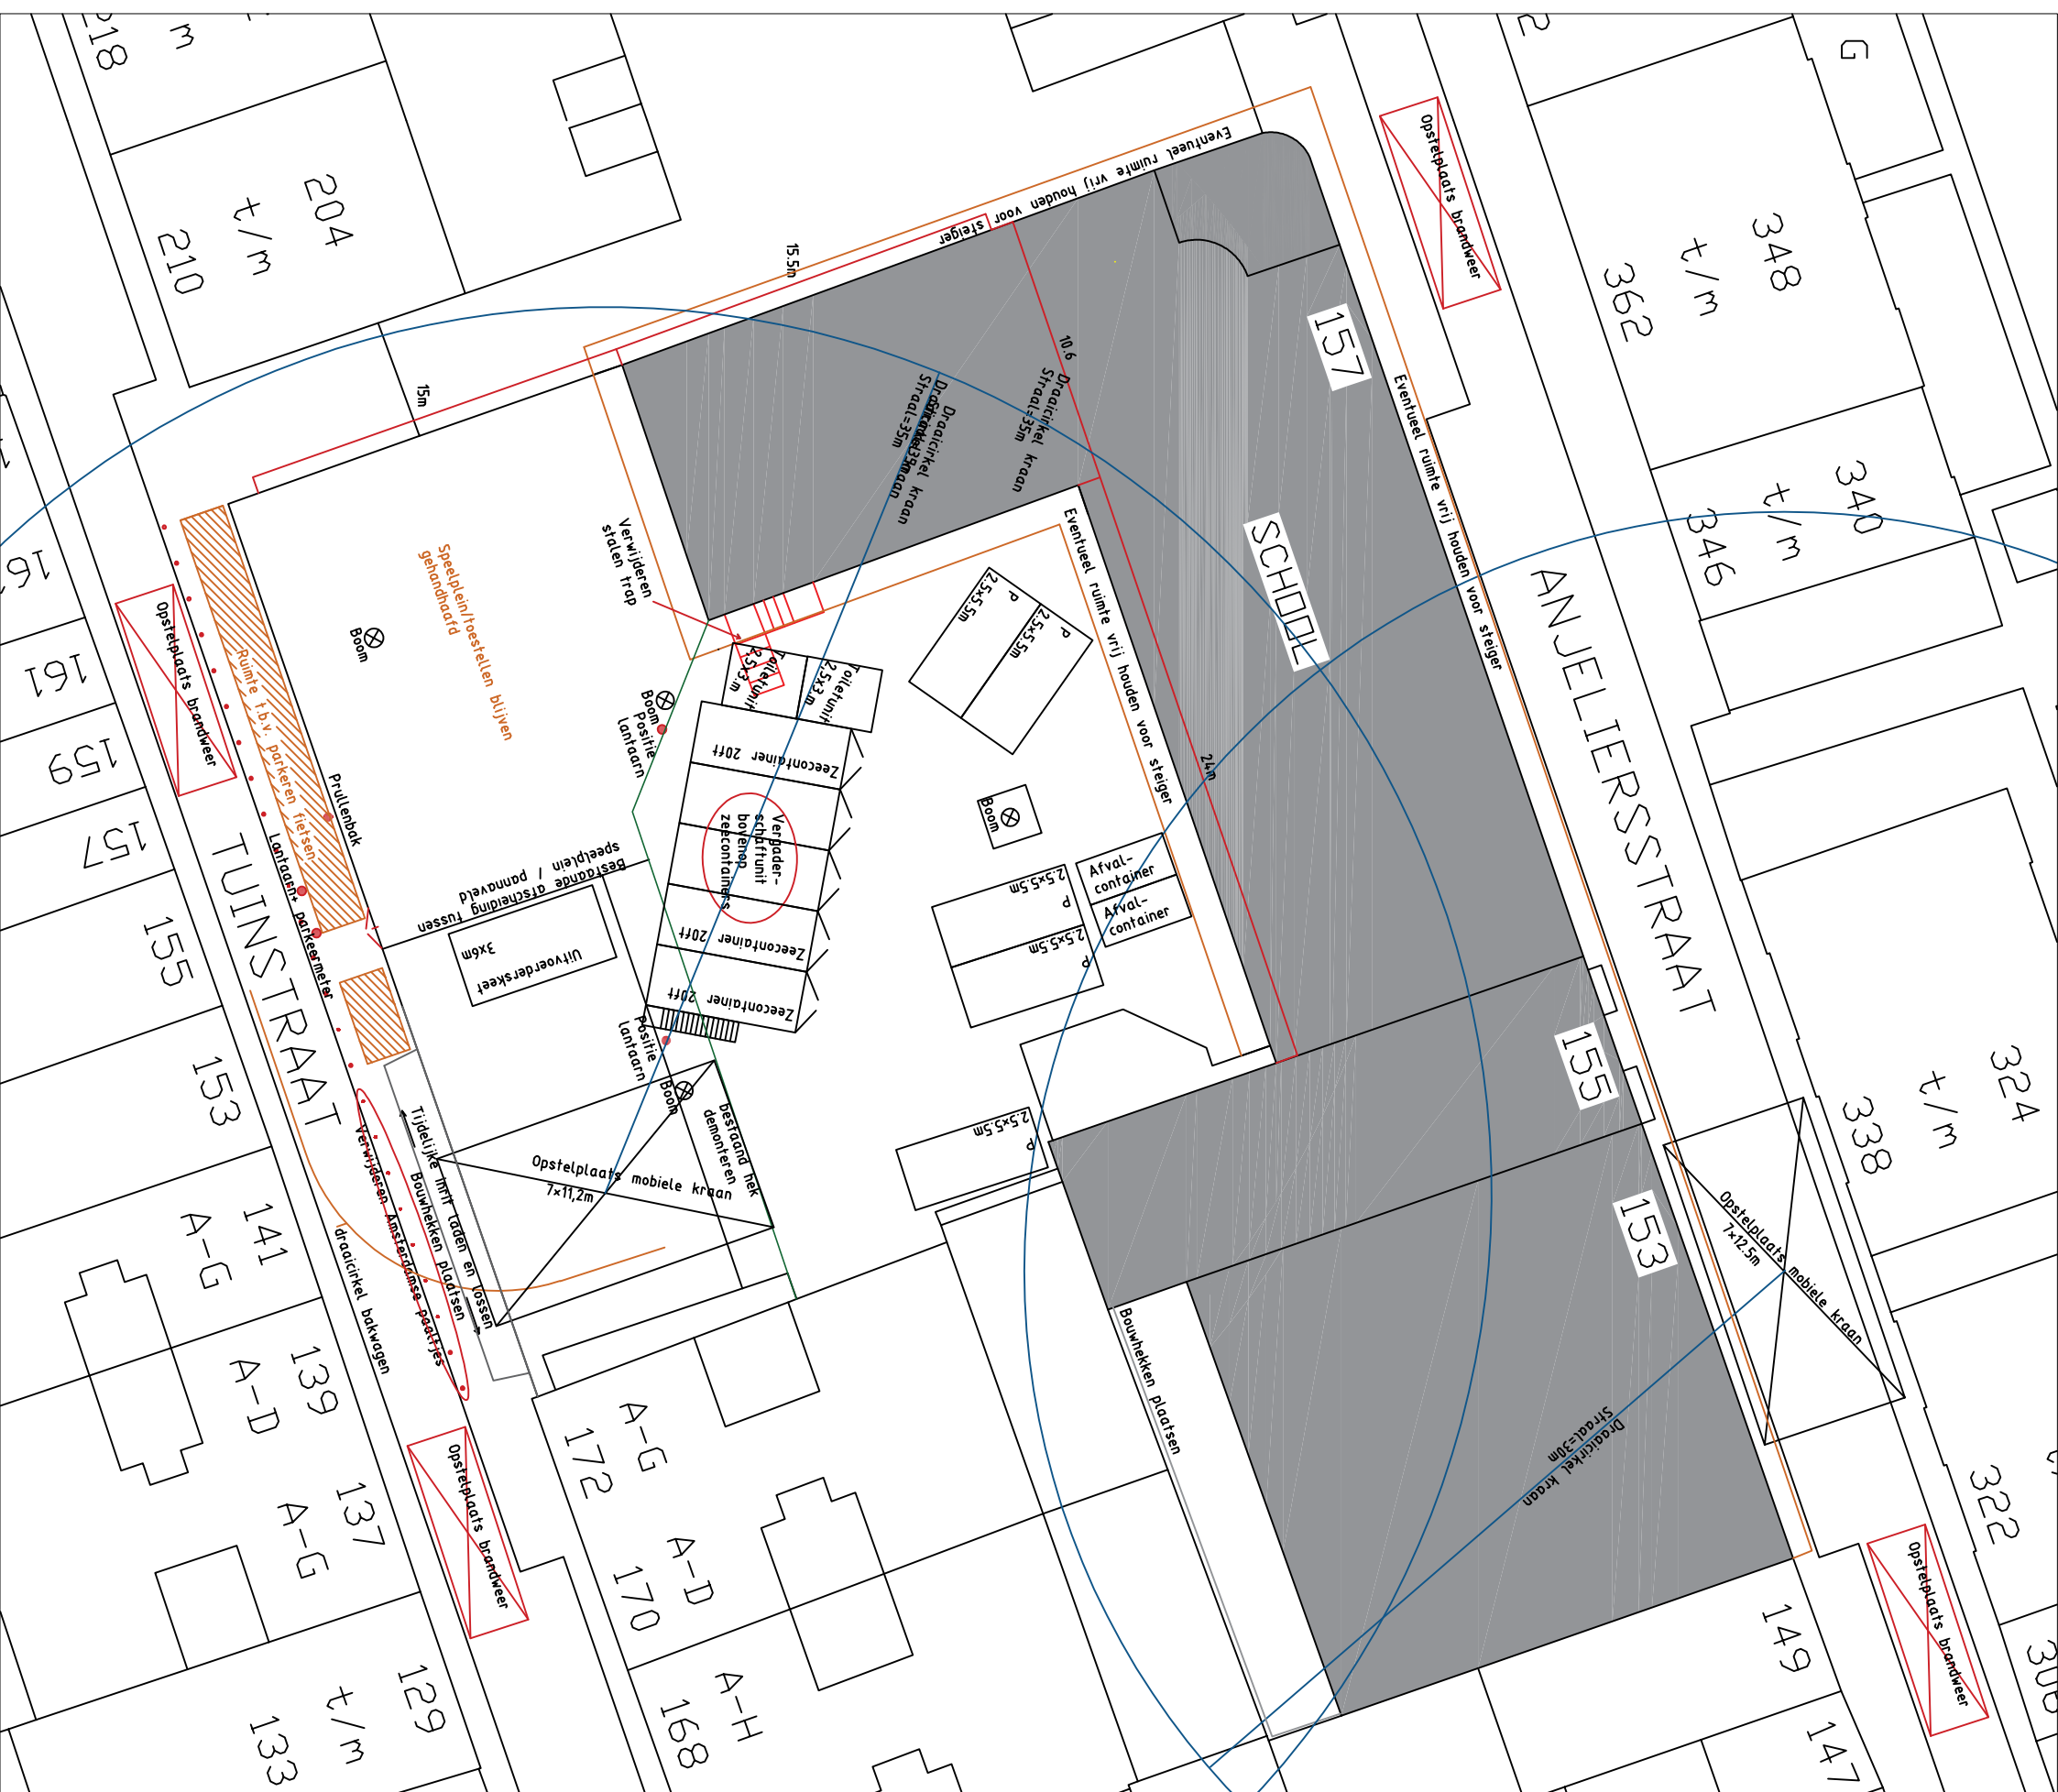 218
204
t/m
210
G
348
t/m
362
340
t/m
346
ANJELIERSSTRAAT
324
t/m
338
322
149
147
Opstelplaats brandweer
Eventueel ruimte vrij houden voor
steiger
157
SCHOOL
155
153
Eventueel ruimte vrij houden voor steiger
Eventueel ruimte vrij houden voor steiger
15m
15.5m
10.6
24m
Draaicirkel kraan
Straal=35m
Verwijderen
stalen trap
Speelplein/toestellen blijven
gehandhaafd
Boom
Opstelplaats brandweer
Ruimte t.b.v. parkeren fietsen
Prullenbak
Lantaarn+ parkeermeter
161
159
157
155
153
TUINSTRAAT
Boom
Positie
lantaarn
Toiletunit
2.5x3.m
Toiletunit
2.5x3.m
Zeecontainer 20ft
Vergader-
schaftunit
bovenop
zeecontainers
Zeecontainer 20ft
Zeecontainer 20ft
P
2.5x5.5m
P
2.5x5.5m
Boom
Afval-
container
Afval-
container
2.5x5.5m
P
2.5x5.5m
P
2.5x5.5m
P
Bestaande afscheiding tussen
speelplein / pannaveld
Uitvoerderskeet
3x6m
Positie
lantaarn
Boom
bestaand hek
demonteren
Opstelplaats mobiele kraan
7x11,2m
Tijdelijke inrit laden en lossen
Bouwhekken plaatsen
Verwijderen Amsterdamse paaltjes
draaicirkel bakwagen
Opstelplaats brandweer
Bouwhekken plaatsen
Opstelplaats mobiele kraan
7x12.5m
Draaicirkel kraan
Straal=30m
Opstelplaats brandweer
141
A-G
139
A-D
137
A-G
129
t/m
133
172
A-G
170
A-D
168
A-H